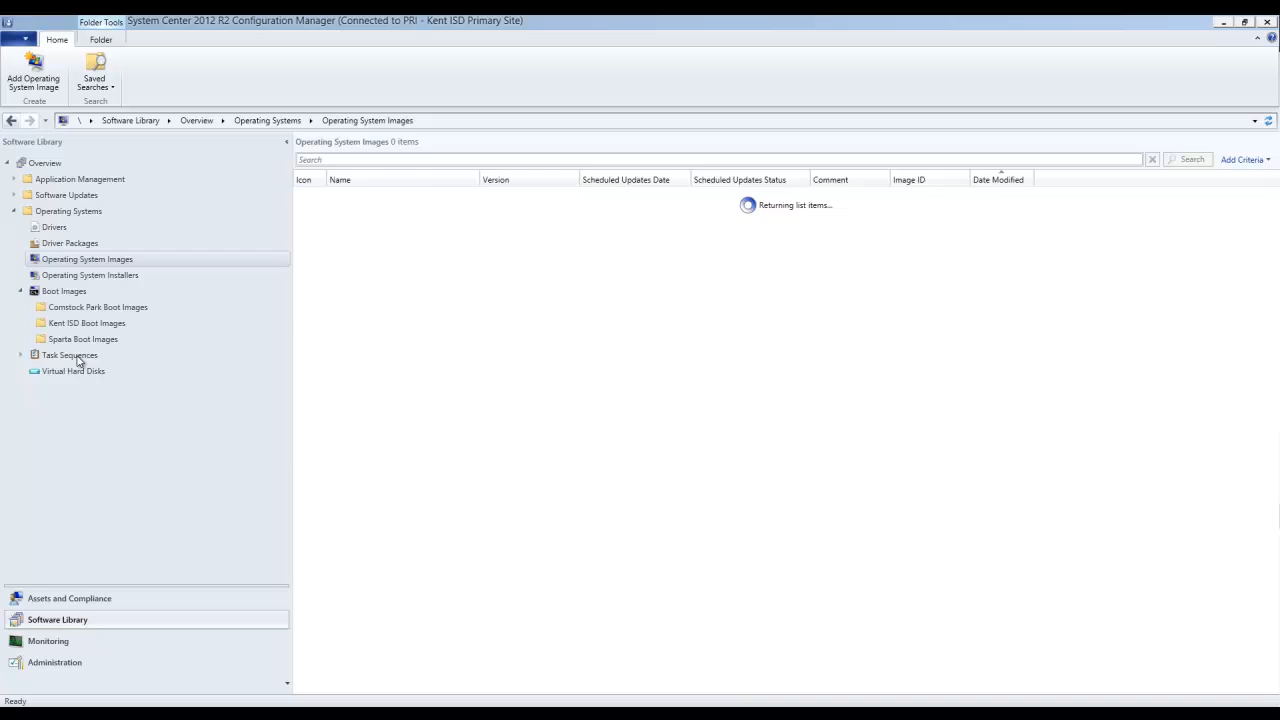 Folder Tools
System Center 2012 R2 Configuration Manager (Connected to PRI - Kent ISD Primary Site)
Home
Folder
Add Operating
System Image
Saved
Searches
Create
Search
\ Software Library Overview Operating Systems Operating System Images
Software Library
Overview
Application Management
Software Updates
Operating Systems
Drivers
Driver Packages
Operating System Images
Operating System Installers
Boot Images
Comstock Park Boot Images
Kent ISD Boot Images
Sparta Boot Images
Task Sequences
Virtual Hard Disks
Assets and Compliance
Software Library
Monitoring
Administration
Operating System Images 0 items
Search
Search
Add Criteria
Icon Name Version Scheduled Updates Date Scheduled Updates Status Comment Image ID Date Modified
Returning list items...
Ready